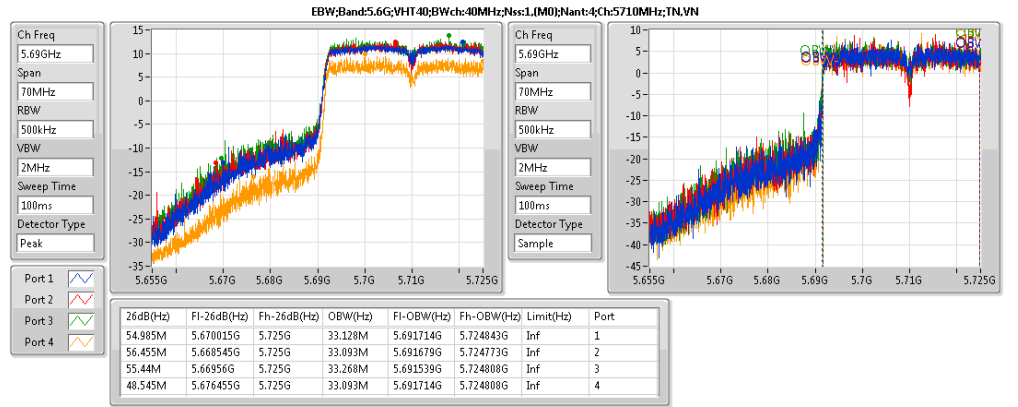 EBW;Band:5.6G;VHT40;BWch:40MHz;Nss:1,(M0);Nant:4;Ch:5710MHz;TN,VN
Ch Freq
5.69GHz
Span
70MHz
RBW
500kHz
VBW
2MHz
Sweep Time
100ms
Detector Type
Peak
15
10
5
0
-5
-10
-15
-20
-25
-30
-35
5.655G 5.67G 5.68G 5.69G 5.7G 5.71G 5.725G
Ch Freq
5.69GHz
Span
70MHz
RBW
500kHz
VBW
2MHz
Sweep Time
100ms
Detector Type
Sample
10
5
0
-5
-10
-15
-20
-25
-30
-35
-40
-45
5.655G 5.67G 5.68G 5.69G 5.7G 5.71G 5.725G
Port 1
Port 2
Port 3
Port 4
26dB(Hz) Fl-26dB(Hz) Fh-26dB(Hz) OBW(Hz) Fl-OBW(Hz) Fh-OBW(Hz) Limit(Hz) Port
54.985M 5.670015G 5.725G 33.128M 5.691714G 5.724843G Inf 1
56.455M 5.668545G 5.725G 33.093M 5.691679G 5.724773G Inf 2
55.44M 5.66956G 5.725G 33.268M 5.691539G 5.724808G Inf 3
48.545M 5.676455G 5.725G 33.093M 5.691714G 5.724808G Inf 4